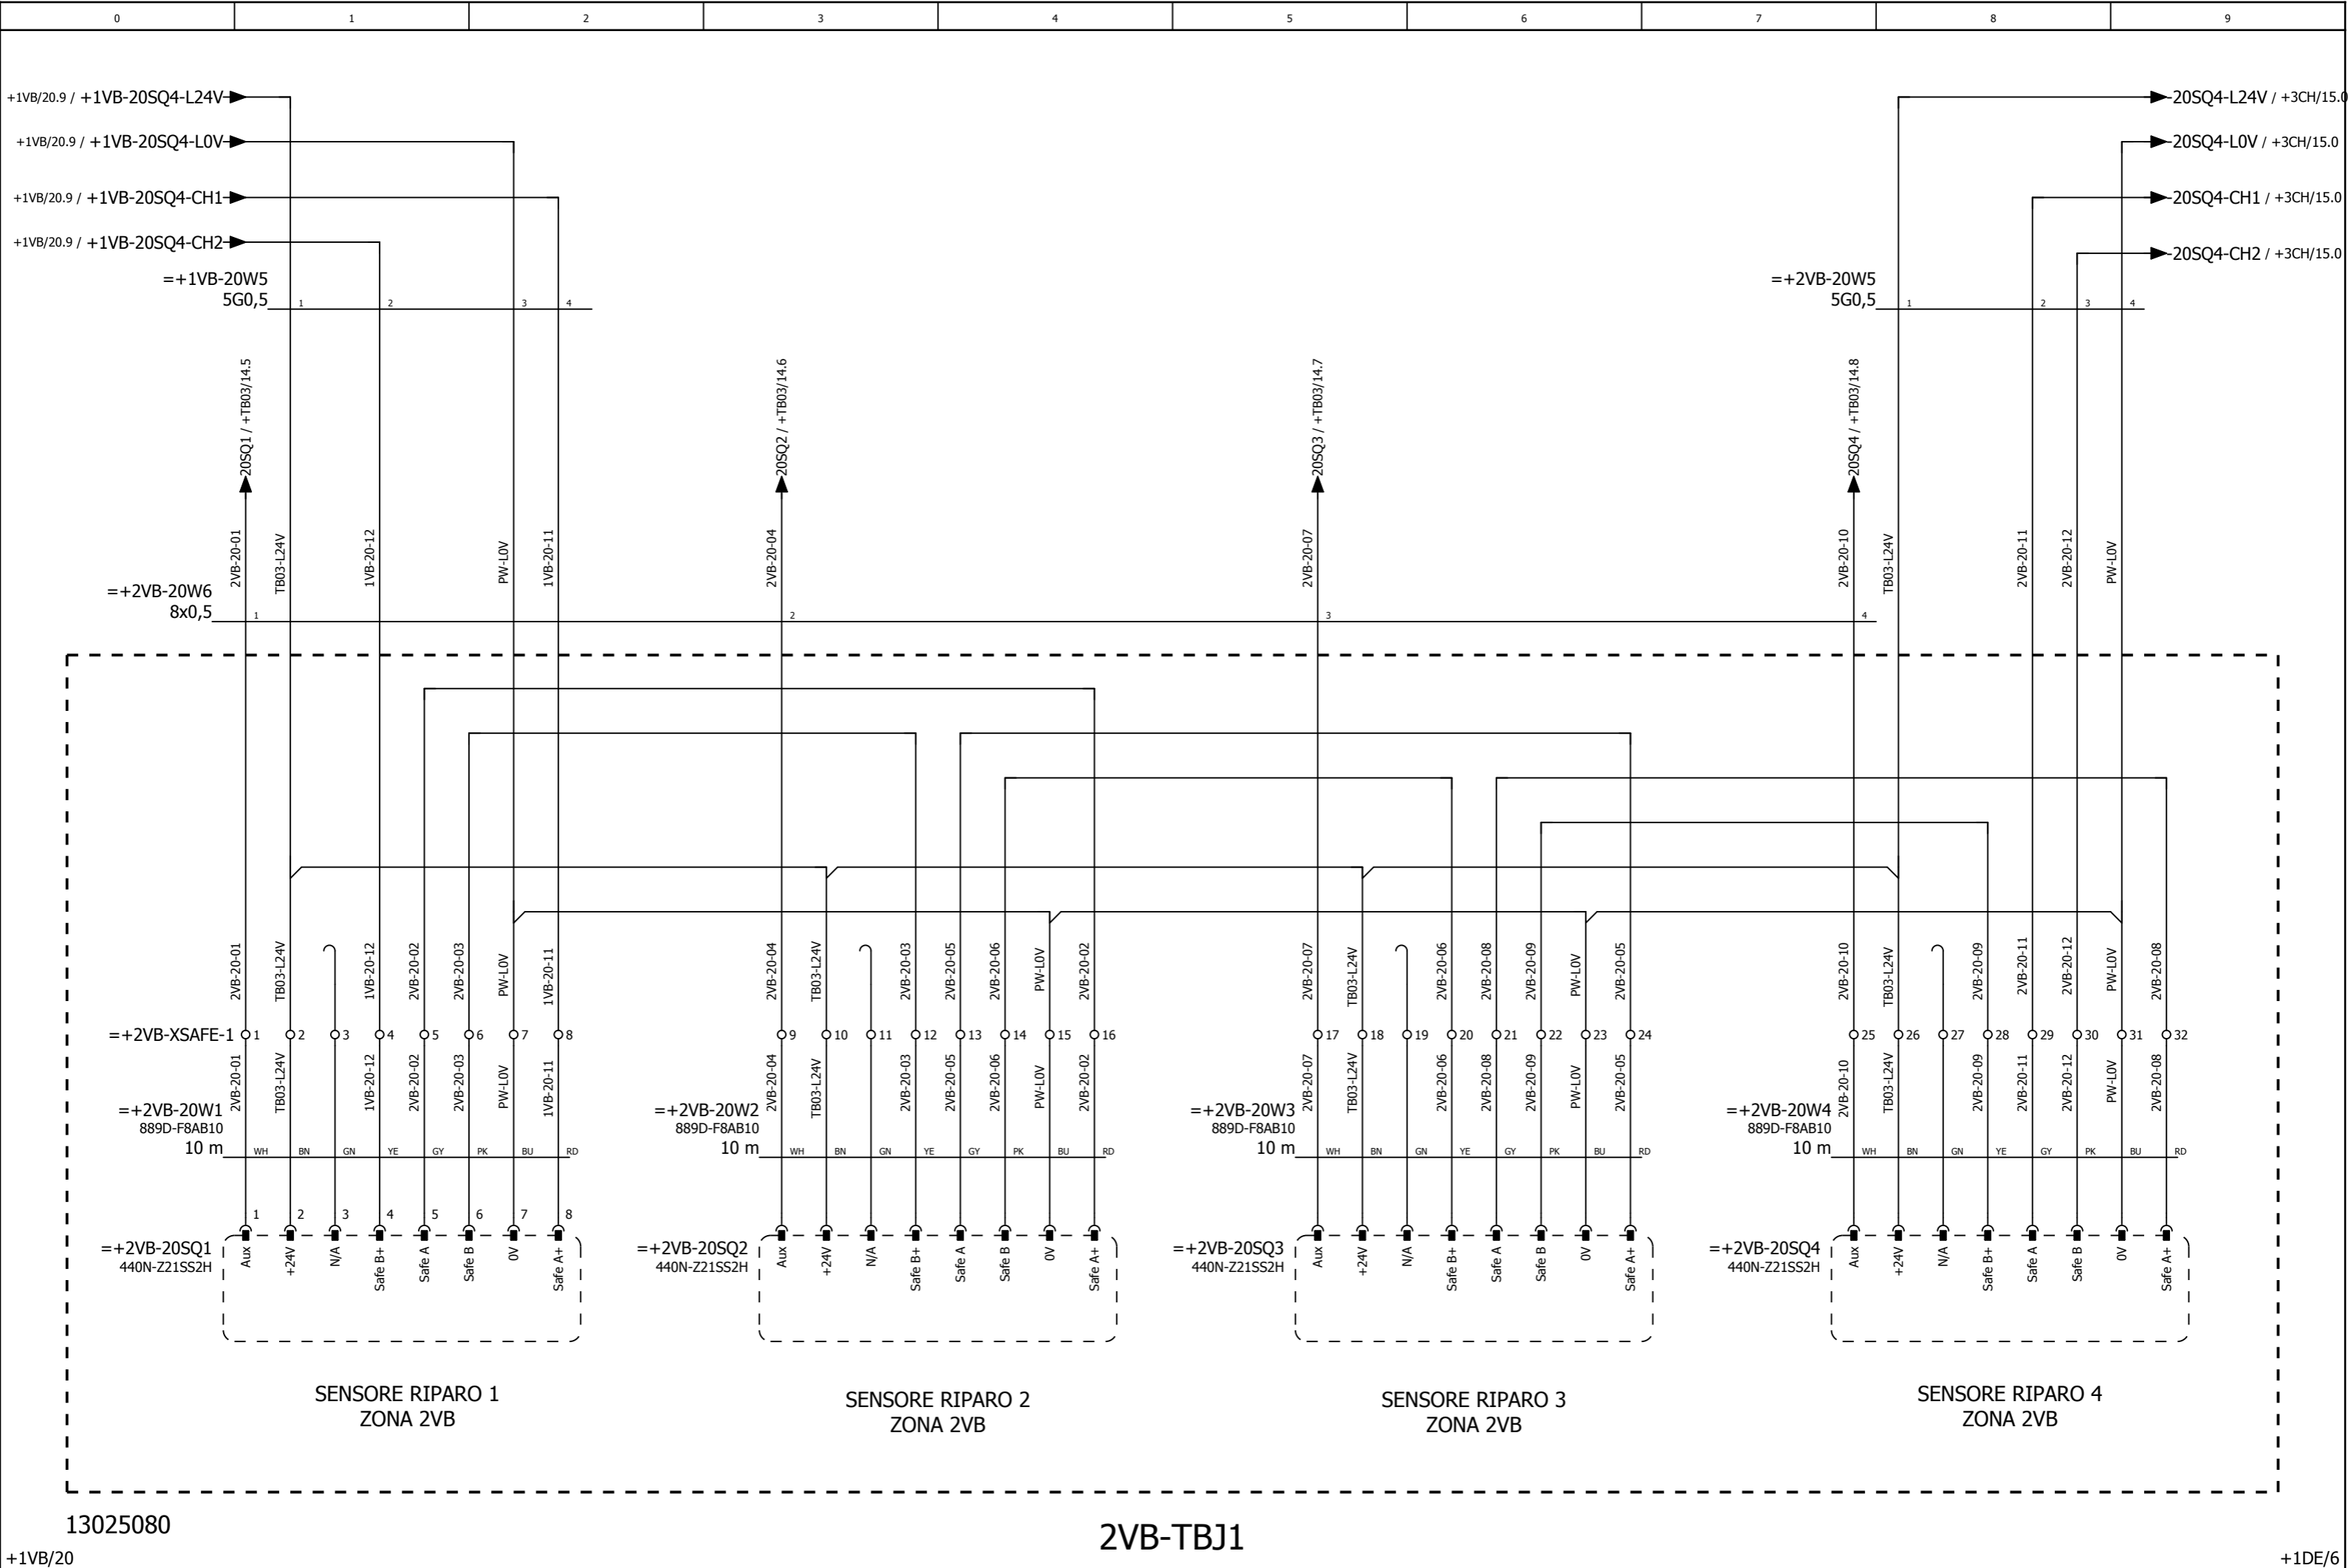 0 1 2 3 4 5 6 7 8 9
+1VB/20.9 / +1VB-20SQ4-L24V
-20SQ4-L24V / +3CH/15.0
+1VB/20.9 / +1VB-20SQ4-L0V
-20SQ4-L0V / +3CH/15.0
+1VB/20.9 / +1VB-20SQ4-CH1
-20SQ4-CH1 / +3CH/15.0
+1VB/20.9 / +1VB-20SQ4-CH2
-20SQ4-CH2 / +3CH/15.0
=+1VB-20W5
5G0,5
1 2 3 4
=+2VB-20W5
5G0,5
1 2 3 4
20SQ1 / +TB03/14.5
20SQ2 / +TB03/14.6
20SQ3 / +TB03/14.7
20SQ4 / +TB03/14.8
2VB-20-01 TB03-L24V 1VB-20-12 PW-L0V 1VB-20-11
2VB-20-04
2VB-20-07
2VB-20-10 TB03-L24V 2VB-20-11 2VB-20-12 PW-L0V
=+2VB-20W6
8x0,5
1 2 3 4
2VB-20-01 TB03-L24V 1VB-20-12 2VB-20-02 2VB-20-03 PW-L0V 1VB-20-11
2VB-20-04 TB03-L24V 2VB-20-03 2VB-20-05 2VB-20-06 PW-L0V 2VB-20-02
2VB-20-07 TB03-L24V 2VB-20-06 2VB-20-08 2VB-20-09 PW-L0V 2VB-20-05
2VB-20-10 TB03-L24V 2VB-20-09 2VB-20-11 2VB-20-12 PW-L0V 2VB-20-08
=+2VB-XSAFE-1 1 2 3 4 5 6 7 8 9 10 11 12 13 14 15 16 17 18 19 20 21 22 23 24 25 26 27 28 29 30 31 32
2VB-20-01 TB03-L24V 1VB-20-12 2VB-20-02 2VB-20-03 PW-L0V 1VB-20-11
2VB-20-04 TB03-L24V 2VB-20-03 2VB-20-05 2VB-20-06 PW-L0V 2VB-20-02
2VB-20-07 TB03-L24V 2VB-20-06 2VB-20-08 2VB-20-09 PW-L0V 2VB-20-05
2VB-20-10 TB03-L24V 2VB-20-09 2VB-20-11 2VB-20-12 PW-L0V 2VB-20-08
=+2VB-20W1
889D-F8AB10
10 m
WH BN GN YE GY PK BU RD
=+2VB-20W2
889D-F8AB10
10 m
WH BN GN YE GY PK BU RD
=+2VB-20W3
889D-F8AB10
10 m
WH BN GN YE GY PK BU RD
=+2VB-20W4
889D-F8AB10
10 m
WH BN GN YE GY PK BU RD
1 2 3 4 5 6 7 8
=+2VB-20SQ1
440N-Z21SS2H
Aux +24V N/A Safe B+ Safe A Safe B 0V Safe A+
=+2VB-20SQ2
440N-Z21SS2H
Aux +24V N/A Safe B+ Safe A Safe B 0V Safe A+
=+2VB-20SQ3
440N-Z21SS2H
Aux +24V N/A Safe B+ Safe A Safe B 0V Safe A+
=+2VB-20SQ4
440N-Z21SS2H
Aux +24V N/A Safe B+ Safe A Safe B 0V Safe A+
SENSORE RIPARO 1
ZONA 2VB
SENSORE RIPARO 2
ZONA 2VB
SENSORE RIPARO 3
ZONA 2VB
SENSORE RIPARO 4
ZONA 2VB
13025080
2VB-TBJ1
+1VB/20
+1DE/6